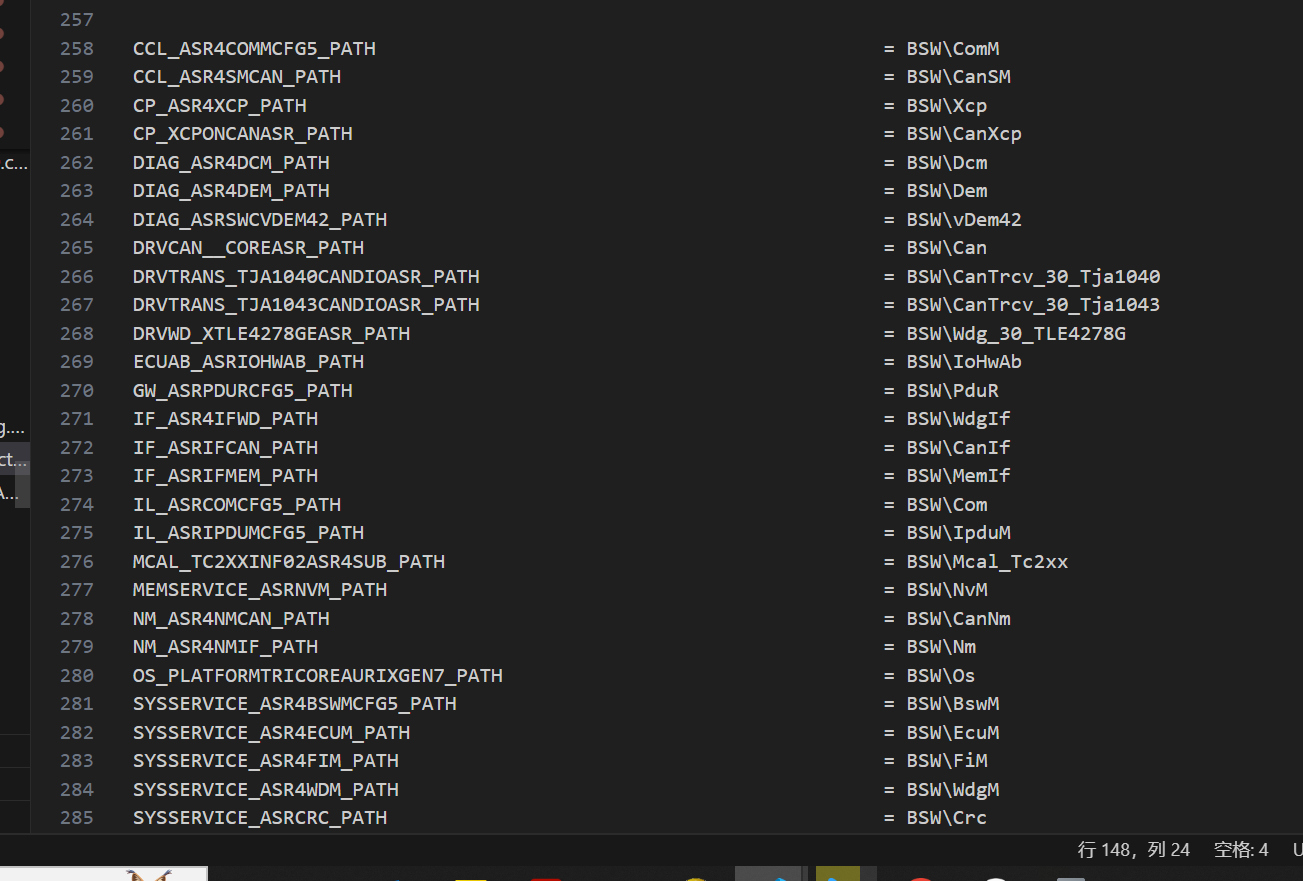 257
258 CCL_ASR4COMMCFG5_PATH = BSW\ComM
259 CCL_ASR4SMCAN_PATH = BSW\CanSM
260 CP_ASR4XCP_PATH = BSW\Xcp
261 CP_XCPONCANASR_PATH = BSW\CanXcp
.c...
262 DIAG_ASR4DCM_PATH = BSW\Dcm
263 DIAG_ASR4DEM_PATH = BSW\Dem
264 DIAG_ASRSWCVDEM42_PATH = BSW\vDem42
265 DRVCAN__COREASR_PATH = BSW\Can
266 DRVTRANS_TJA1040CANDIOASR_PATH = BSW\CanTrcv_30_Tja1040
267 DRVTRANS_TJA1043CANDIOASR_PATH = BSW\CanTrcv_30_Tja1043
268 DRVWD_XTLE4278GEASR_PATH = BSW\Wdg_30_TLE4278G
269 ECUAB_ASRIOHWAB_PATH = BSW\IoHwAb
270 GW_ASRPDURCFG5_PATH = BSW\PduR
271 IF_ASR4IFWD_PATH = BSW\WdgIf
g....
272 IF_ASRIFCAN_PATH = BSW\CanIf
ct...
273 IF_ASRIFMEM_PATH = BSW\MemIf
A...
274 IL_ASRCOMCFG5_PATH = BSW\Com
275 IL_ASRIPDUMCFG5_PATH = BSW\IpduM
276 MCAL_TC2XXINF02ASR4SUB_PATH = BSW\Mcal_Tc2xx
277 MEMSERVICE_ASRNVM_PATH = BSW\NvM
278 NM_ASR4NMCAN_PATH = BSW\CanNm
279 NM_ASR4NMIF_PATH = BSW\Nm
280 OS_PLATFORMTRICOREAURIXGEN7_PATH = BSW\Os
281 SYSSERVICE_ASR4BSWMCFG5_PATH = BSW\BswM
282 SYSSERVICE_ASR4ECUM_PATH = BSW\EcuM
283 SYSSERVICE_ASR4FIM_PATH = BSW\FiM
284 SYSSERVICE_ASR4WDM_PATH = BSW\WdgM
285 SYSSERVICE_ASRCRC_PATH = BSW\Crc
行 148，列 24 空格: 4